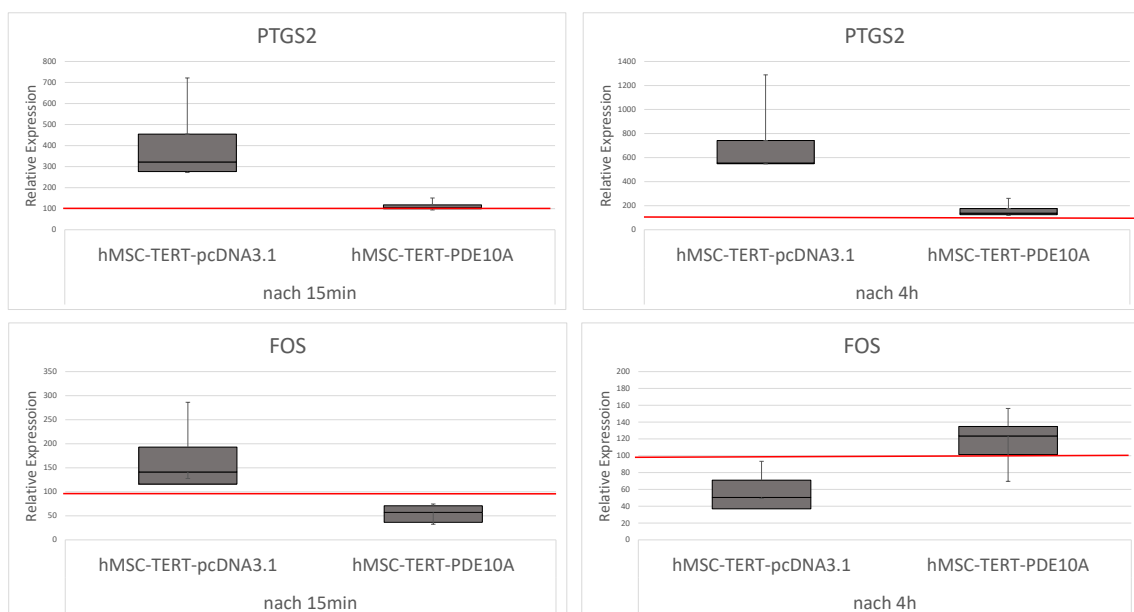 PTGS2
Relative Expression
800
700
600
500
400
300
200
100
0
hMSC-TERT-pcDNA3.1 hMSC-TERT-PDE10A
nach 15min
PTGS2
Relative Expression
1400
1200
1000
800
600
400
200
0
hMSC-TERT-pcDNA3.1 hMSC-TERT-PDE10A
nach 4h
FOS
Relative Expressoion
350
300
250
200
150
100
50
0
hMSC-TERT-pcDNA3.1 hMSC-TERT-PDE10A
nach 15min
FOS
Relative Expression
200
180
160
140
120
100
80
60
40
20
0
hMSC-TERT-pcDNA3.1 hMSC-TERT-PDE10A
nach 4h